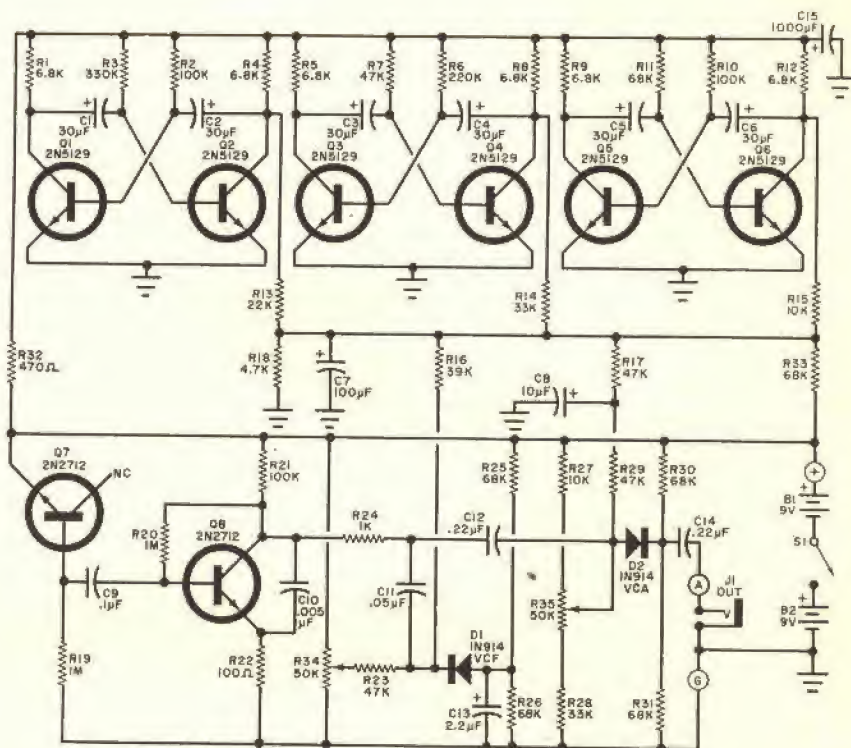 C15
1000µF
+
R1
6.8K
R3
330K
R2
100K
R4
6.8K
R5
6.8K
R7
47K
R6
220K
R8
6.8K
R9
6.8K
R11
68K
R10
100K
R12
6.8K
+
C1
30µF
+
C2
30µF
+
C3
30µF
+
C4
30µF
+
C5
30µF
+
C6
30µF
Q1
2N5129
Q2
2N5129
Q3
2N5129
Q4
2N5129
Q5
2N5129
Q6
2N5129
R13
22K
R14
33K
R15
10K
R32
470Ω
R18
4.7K
+
C7
100µF
R16
39K
C8
10µF
+
R17
47K
R33
68K
Q7
2N2712
NC
R21
100K
R25
68K
R27
10K
R29
47K
R30
68K
+
+
B1
9V
S1
R20
1M
Q8
2N2712
R24
1K
C12
.22µF
C14
.22µF
D2
1N914
VCA
A
J1
OUT
V
C9
.1µF
C10
.005
µF
C11
.05µF
R35
50K
+
B2
9V
R19
1M
R22
100Ω
R34
50K
R23
47K
D1
1N914
VCF
+
C13
2.2µF
R26
68K
R28
33K
R31
68K
G